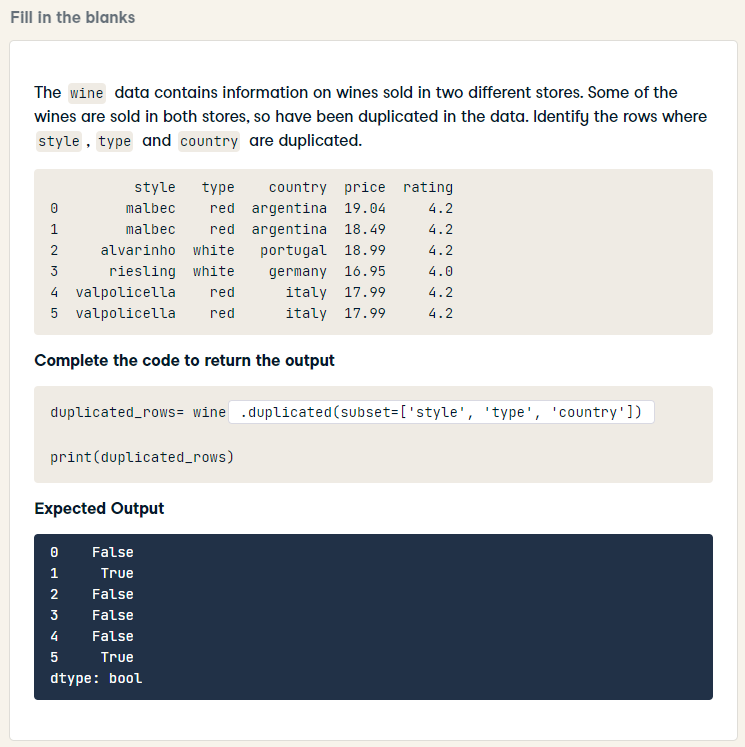 Fill in the blanks
The wine data contains information on wines sold in two different stores. Some of the
wines are sold in both stores, so have been duplicated in the data. Identify the rows where
style , type and country are duplicated.
style type country price rating
0 malbec red argentina 19.04 4.2
1 malbec red argentina 18.49 4.2
2 alvarinho white portugal 18.99 4.2
3 riesling white germany 16.95 4.0
4 valpolicella red italy 17.99 4.2
5 valpolicella red italy 17.99 4.2
Complete the code to return the output
duplicated_rows= wine .duplicated(subset=['style', 'type', 'country'])
print(duplicated_rows)
Expected Output
0 False
1 True
2 False
3 False
4 False
5 True
dtype: bool